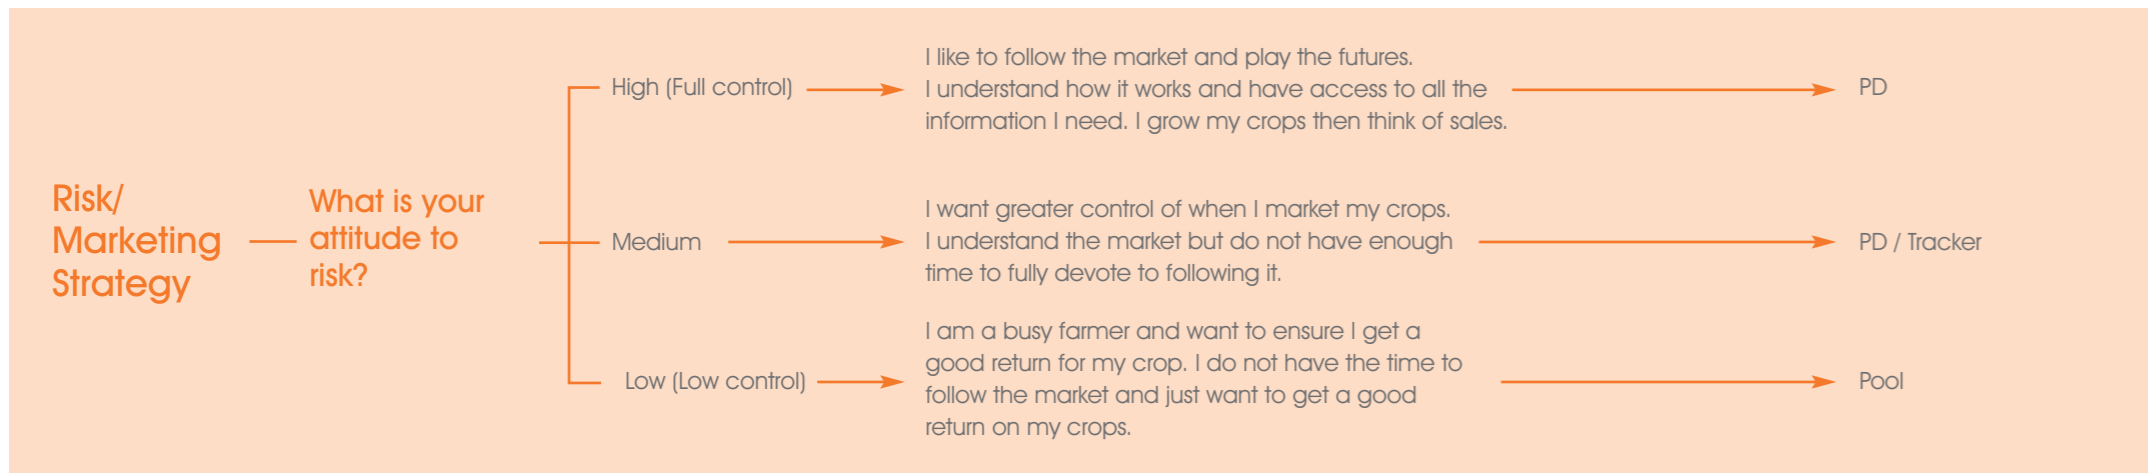 Risk/
Marketing
Strategy
What is your
attitude to
risk?
High (Full control)
I like to follow the market and play the futures.
I understand how it works and have access to all the
information I need. I grow my crops then think of sales.
PD
Medium
I want greater control of when I market my crops.
I understand the market but do not have enough
time to fully devote to following it.
PD / Tracker
Low (Low control)
I am a busy farmer and want to ensure I get a
good return for my crop. I do not have the time to
follow the market and just want to get a good
return on my crops.
Pool